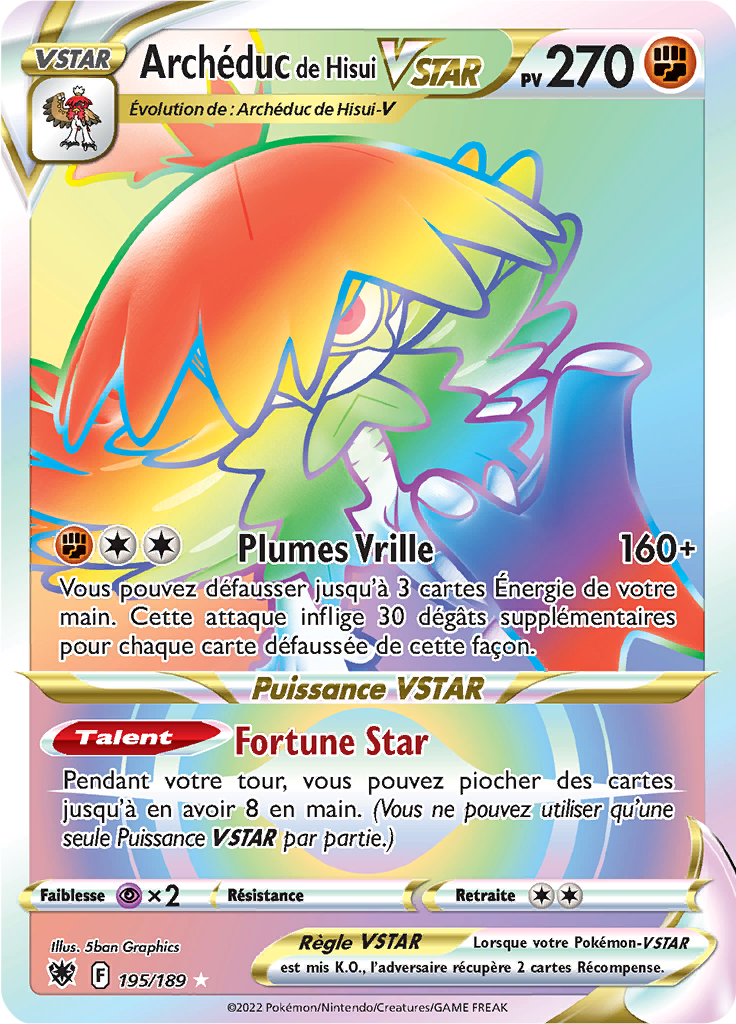 VSTAR
Archéduc de Hisui VSTAR PV 270
Évolution de : Archéduc de Hisui-V
Plumes Vrille 160+
Vous pouvez défausser jusqu'à 3 cartes Énergie de votre
main. Cette attaque inflige 30 dégâts supplémentaires
pour chaque carte défaussée de cette façon.
Puissance VSTAR
Talent Fortune Star
Pendant votre tour, vous pouvez piocher des cartes
jusqu'à en avoir 8 en main. (Vous ne pouvez utiliser qu'une
seule Puissance VSTAR par partie.)
Faiblesse ×2 Résistance Retraite
Illus. 5ban Graphics
Règle VSTAR Lorsque votre Pokémon-VSTAR
est mis K.O., l'adversaire récupère 2 cartes Récompense.
F 195/189
©2022 Pokémon/Nintendo/Creatures/GAME FREAK